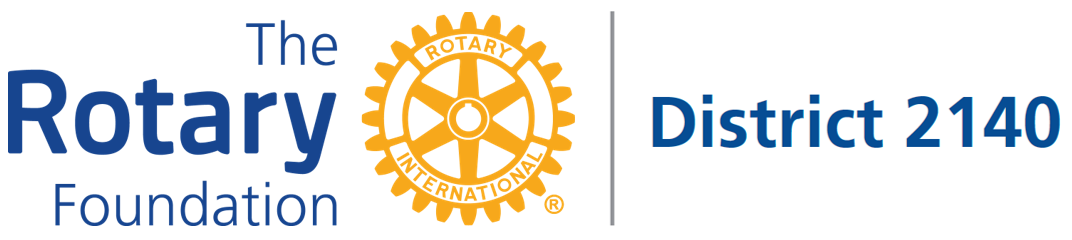 The
Rotary
Foundation
ROTARY
INTERNATIONAL
®
District 2140